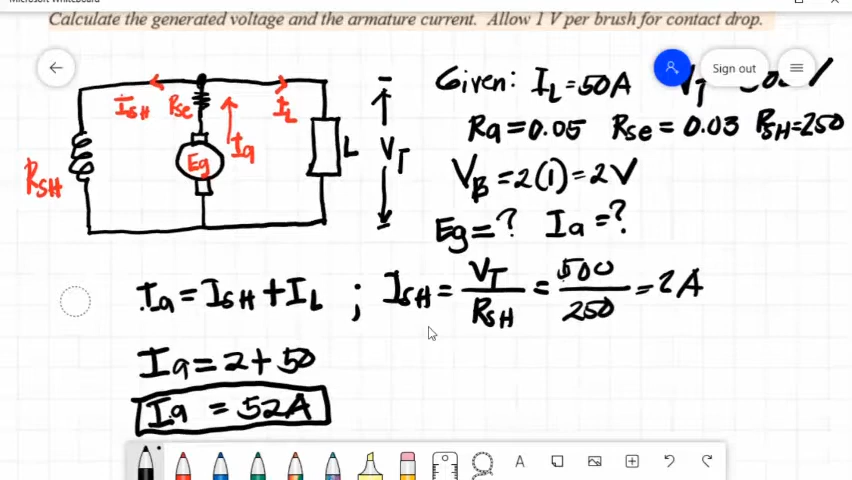 Calculate the generated voltage and the armature current. Allow 1 V per brush for contact drop.
Sign out
Given: IL = 50A
Ra = 0.05 Rse = 0.03 RSH = 250
VB = 2(1) = 2V
Eg = ? Ia = ?
ISH Rse IL
Ia
Eg
L VT
RSH
Ia = ISH + IL ; ISH = VT / RSH = 500 / 250 = 2A
Ia = 2 + 50
Ia = 52A
A